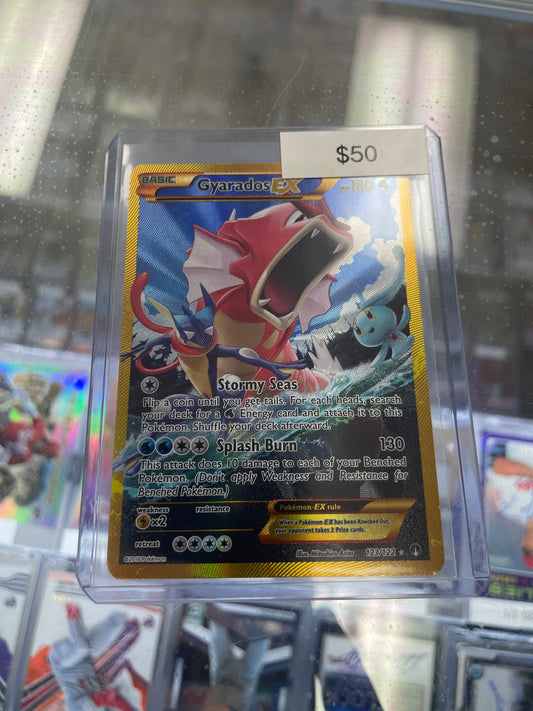 $50
BASIC
Gyarados EX
HP180
Stormy Seas
Flip a coin until you get tails. For each heads, search
your deck for a Energy card and attach it to this
Pokémon. Shuffle your deck afterward.
Splash Burn 130
This attack does 10 damage to each of your Benched
Pokémon. (Don't apply Weakness and Resistance for
Benched Pokémon.)
weakness resistance
×2
Pokémon-EX rule
When a Pokémon-EX has been Knocked Out,
your opponent takes 2 Prize cards.
retreat
©2016 Pokémon
Illus. Mitsuhiro Arita
123/122